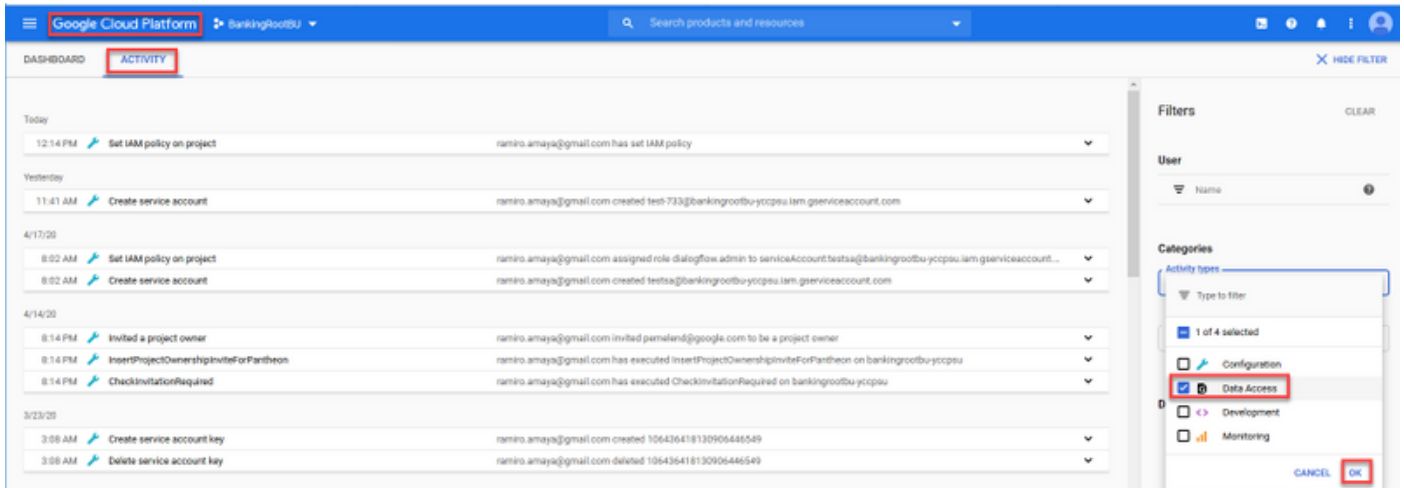 Google Cloud Platform BankingRootBU Search products and resources
DASHBOARD ACTIVITY HIDE FILTER
Today
12:14 PM Set IAM policy on project ramiro.amaya@gmail.com has set IAM policy
Yesterday
11:41 AM Create service account ramiro.amaya@gmail.com created test-733@bankingrootbu-yccpsu.iam.gserviceaccount.com
4/17/20
8:02 AM Set IAM policy on project ramiro.amaya@gmail.com assigned role dialogflow.admin to serviceAccount:testsa@bankingrootbu-yccpsu.iam.gserviceaccount....
8:02 AM Create service account ramiro.amaya@gmail.com created testsa@bankingrootbu-yccpsu.iam.gserviceaccount.com
4/14/20
8:14 PM Invited a project owner ramiro.amaya@gmail.com invited pemelend@google.com to be a project owner
8:14 PM InsertProjectOwnershipInviteForPantheon ramiro.amaya@gmail.com has executed InsertProjectOwnershipInviteForPantheon on bankingrootbu-yccpsu
8:14 PM CheckInvitationRequired ramiro.amaya@gmail.com has executed CheckInvitationRequired on bankingrootbu-yccpsu
3/23/20
3:08 AM Create service account key ramiro.amaya@gmail.com created 106436418130906446549
3:08 AM Delete service account key ramiro.amaya@gmail.com deleted 106436418130906446549
Filters CLEAR
User
Name
Categories
Activity types
Type to filter
1 of 4 selected
Configuration
Data Access
D
Development
Monitoring
CANCEL OK